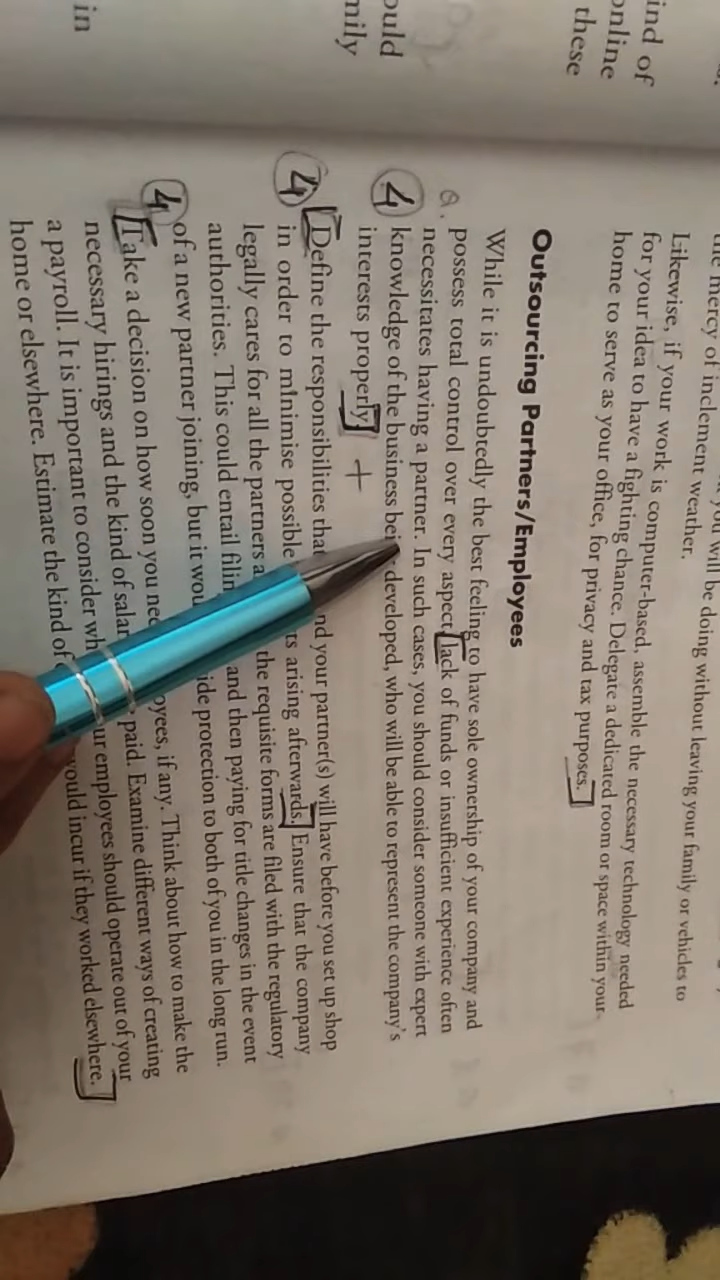 ind of
online
these
ould
mily
in
the mercy of inclement weather.
you will be doing without leaving your family or vehicles to
Likewise, if your work is computer-based, assemble the necessary technology needed
for your idea to have a fighting chance. Delegate a dedicated room or space within your
home to serve as your office, for privacy and tax purposes.
Outsourcing Partners/Employees
While it is undoubtedly the best feeling to have sole ownership of your company and
Q. possess total control over every aspect lack of funds or insufficient experience often
necessitates having a partner. In such cases, you should consider someone with expert
4 knowledge of the business bei developed, who will be able to represent the company's
interests properly +
Define the responsibilities tha nd your partner(s) will have before you set up shop
4 in order to minimise possible ts arising afterwards. Ensure that the company
legally cares for all the partners a the requisite forms are filed with the regulatory
authorities. This could entail filin and then paying for title changes in the event
4 of a new partner joining, but it wou ide protection to both of you in the long run.
Take a decision on how soon you nee oyees, if any. Think about how to make the
necessary hirings and the kind of salar paid. Examine different ways of creating
a payroll. It is important to consider wh ur employees should operate out of your
home or elsewhere. Estimate the kind of would incur if they worked elsewhere.